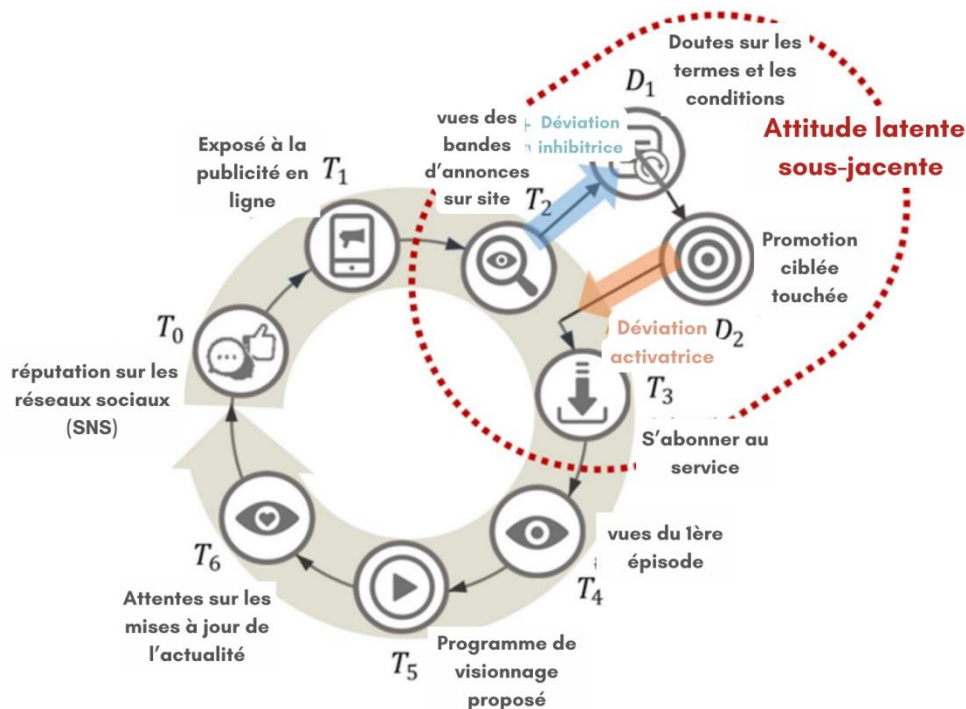 Doutes sur les
termes et les
conditions
D₁
Attitude latente
sous-jacente
vues des
bandes
d'annonces
sur site
+ Déviation
inhibitrice
T₂
Exposé à la
publicité en
ligne
T₁
Promotion
ciblée
touchée
D₂
Déviation
activatrice
T₀
réputation sur les
réseaux sociaux
(SNS)
T₃
S'abonner au
service
vues du 1ère
épisode
T₄
T₆
Attentes sur les
mises à jour de
l'actualité
T₅
Programme de
visionnage
proposé